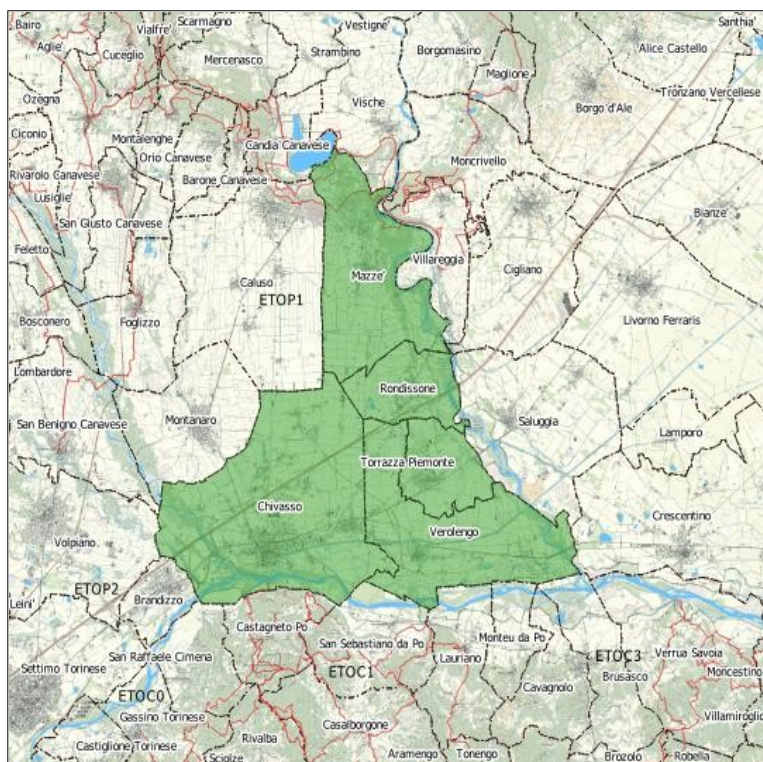 Bairo
Scarmagno
Vialfre'
Vestigne'
Santhia'
Aglie'
Cuceglio
Mercenasco
Strambino
Borgomasino
Alice Castello
Maglione
Tronzano Vercellese
Ozegna
Vische
Borgo d'Ale
Ciconio
Montalenghe
Orio Canavese
Candia Canavese
Moncrivello
Rivarolo Canavese
Barone Canavese
Lusiglie'
San Giusto Canavese
Bianze'
Feletto
Villareggia
Cigliano
Mazze'
Caluso
ETOP1
Bosconero
Foglizzo
Livorno Ferraris
Lombardore
Rondissone
San Benigno Canavese
Montanaro
Saluggia
Lamporo
Torrazza Piemonte
Chivasso
Crescentino
Verolengo
Volpiano
ETOP2
Leini'
Brandizzo
Castagneto Po
San Sebastiano da Po
Monteu da Po
Settimo Torinese
San Raffaele Cimena
ETOC1
Lauriano
ETOC3
Verrua Savoia
Moncestino
ETOC0
Cavagnolo
Brusasco
Gassino Torinese
Casalborgone
Villamiroglio
Castiglione Torinese
Rivalba
Sciolze
Aramengo
Tonengo
Brozolo
Robella